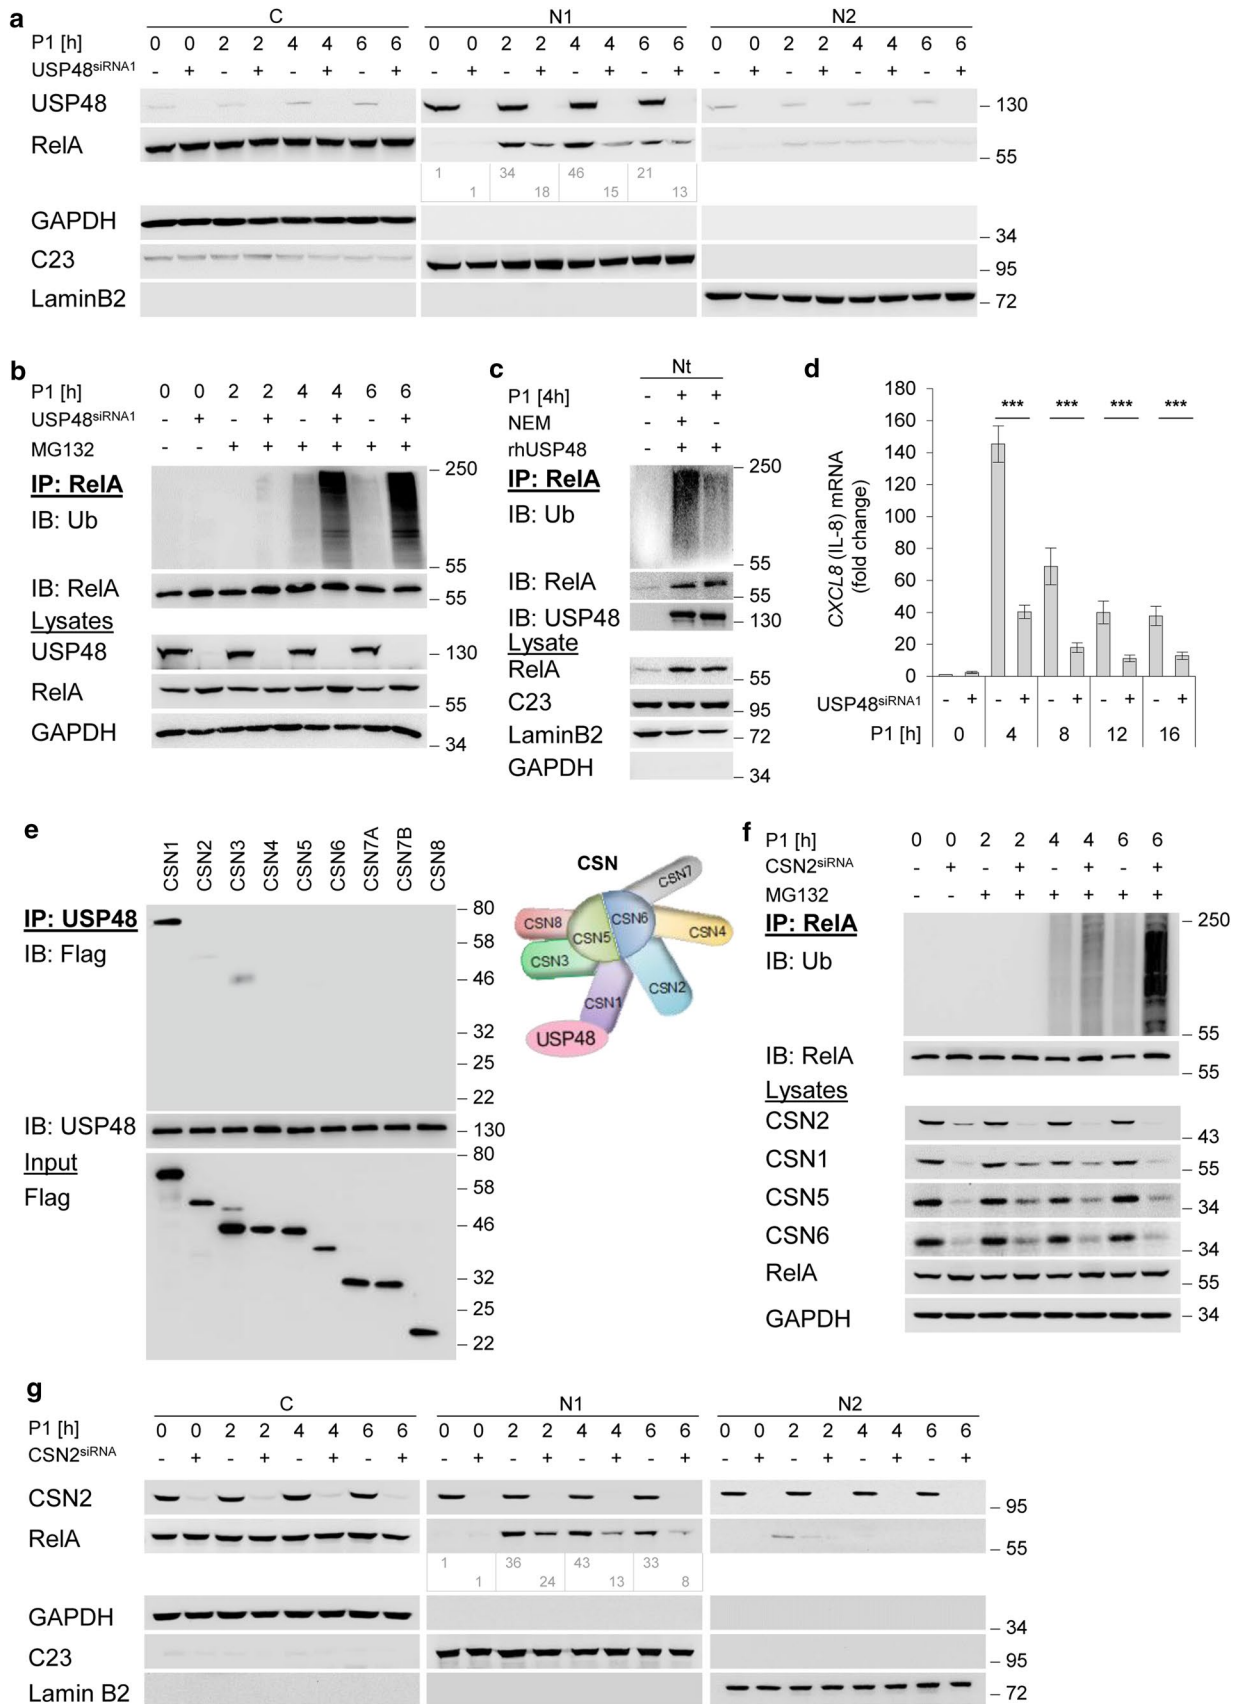 a
C N1 N2
P1 [h] 0 0 2 2 4 4 6 6 0 0 2 2 4 4 6 6 0 0 2 2 4 4 6 6
USP48siRNA1 - + - + - + - + - + - + - + - + - + - + - + - +
USP48 – 130
RelA – 55
1 34 46 21
1 18 15 13
GAPDH – 34
C23 – 95
LaminB2 – 72
b
P1 [h] 0 0 2 2 4 4 6 6
USP48siRNA1 - + - + - + - +
MG132 - - + + + + + +
IP: RelA – 250
IB: Ub
– 55
IB: RelA – 55
Lysates
USP48 – 130
RelA – 55
GAPDH – 34
c
Nt
P1 [4h] - + +
NEM - + -
rhUSP48 - + +
IP: RelA – 250
IB: Ub
– 55
IB: RelA – 55
IB: USP48 – 130
Lysate
RelA – 55
C23 – 95
LaminB2 – 72
GAPDH – 34
d
CXCL8 (IL-8) mRNA
(fold change)
180
160
140
120
100
80
60
40
20
0
*** *** *** ***
USP48siRNA1 - + - + - + - + - +
P1 [h] 0 4 8 12 16
e
CSN1 CSN2 CSN3 CSN4 CSN5 CSN6 CSN7A CSN7B CSN8
IP: USP48 – 80
IB: Flag – 58
– 46
– 32
– 25
– 22
IB: USP48 – 130
Input – 80
Flag – 58
– 46
– 32
– 25
– 22
CSN
CSN7
CSN8 CSN6
CSN5 CSN4
CSN3
CSN2
CSN1
USP48
f
P1 [h] 0 0 2 2 4 4 6 6
CSN2siRNA - + - + - + - +
MG132 - - + + + + + +
IP: RelA – 250
IB: Ub
– 55
IB: RelA – 55
Lysates
CSN2 – 43
CSN1 – 55
CSN5 – 34
CSN6 – 34
RelA – 55
GAPDH – 34
g
C N1 N2
P1 [h] 0 0 2 2 4 4 6 6 0 0 2 2 4 4 6 6 0 0 2 2 4 4 6 6
CSN2siRNA - + - + - + - + - + - + - + - + - + - + - + - +
CSN2 – 95
RelA – 55
1 36 43 33
1 24 13 8
GAPDH – 34
C23 – 95
Lamin B2 – 72